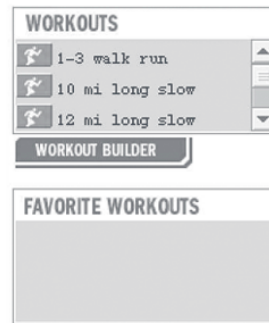 WORKOUTS
1-3 walk run
10 mi long slow
12 mi long slow
WORKOUT BUILDER
FAVORITE WORKOUTS